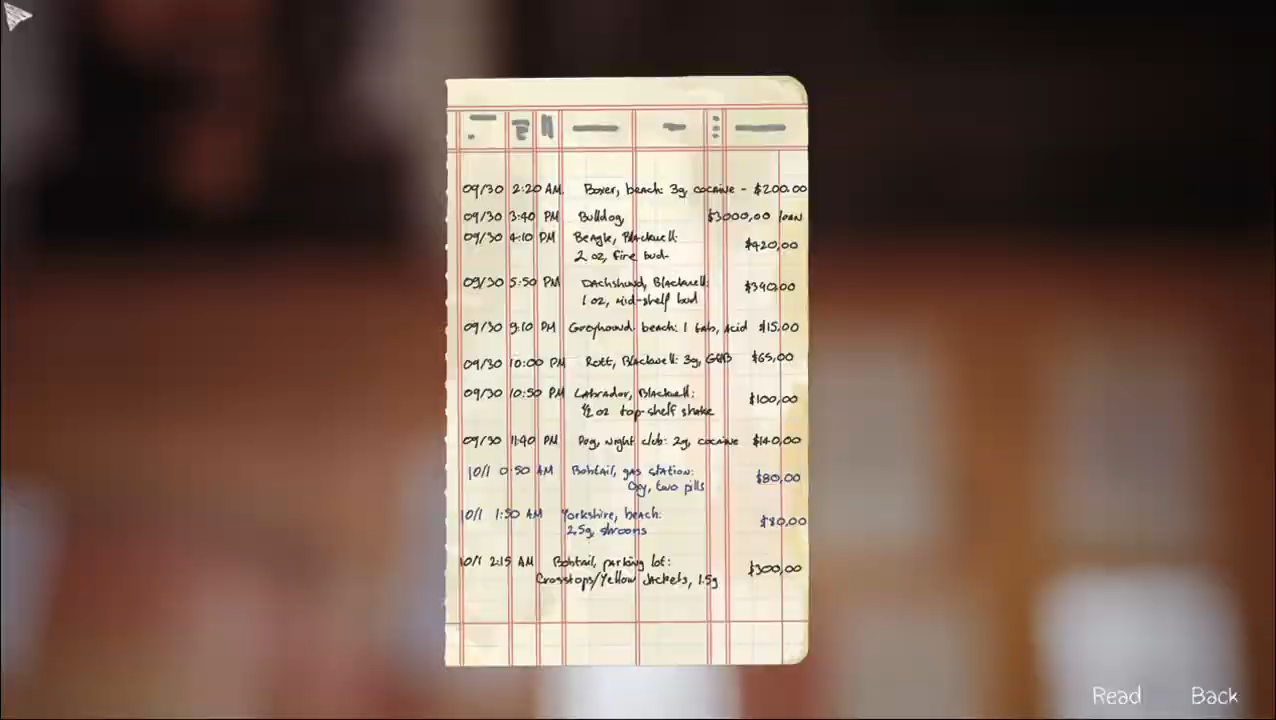 09/30 2:20 AM. Boxer, beach: 3g, cocaine - $200.00
09/30 3:40 PM Bulldog, $3000,00 loan
09/30 4:10 PM Beagle, Blackwell:
2 oz, fire bud- $420,00
09/30 5:50 PM Dachshund, Blackwell:
1 oz, mid-shelf bud $340.00
09/30 9:10 PM Greyhound- beach: 1 tab, acid $15.00
09/30 10:00 PM Rott, Blackwell: 3g, GHB $65,00
09/30 10:50 PM Labrador, Blackwell:
½ oz top-shelf shake $100,00
09/30 11:40 PM Pog, night club: 2g, cocaine $140,00
10/1 0:50 AM Bobtail, gas station:
Oxy, two pills $80,00
10/1 1:50 AM Yorkshire, beach:
2.5g, shrooms $80,00
10/1 2:15 AM Bobtail, parking lot:
Crosstops/Yellow Jackets, 1.5g $300,00
Read Back